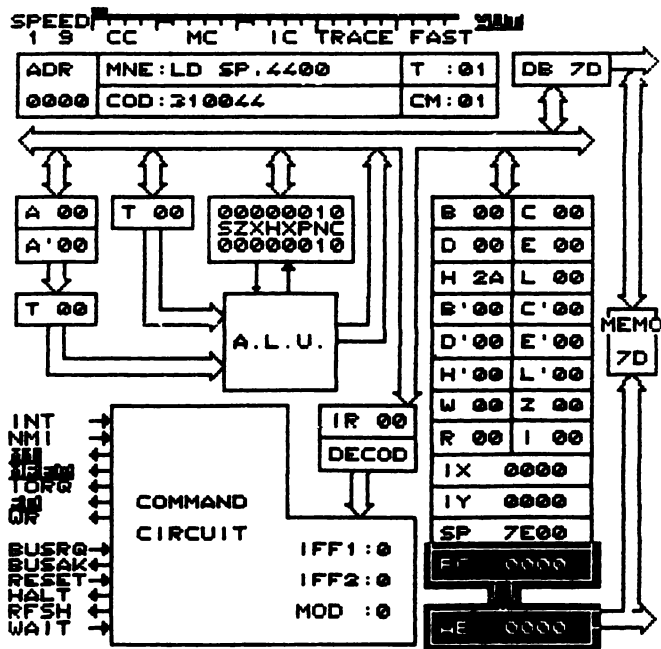 SPEED
1 9 CC MC IC TRACE FAST
ADR MNE:LD SP.4400 T :01 DB 7D
0000 COD:310044 CM:01
A 00 T 00 00000010 B 00 C 00
A'00 SZXHXPNC D 00 E 00
00000010 H 2A L 00
T 00 B'00 C'00 MEMO
A.L.U. D'00 E'00 7D
H'00 L'00
W 00 Z 00
IR 00 R 00 I 00
DECOD IX 0000
IY 0000
SP 7E00
0000
0000
INT
NMI
TORQ
WR
BUSRQ
BUSAK
RESET
HALT
RFSH
WAIT
COMMAND
CIRCUIT
IFF1:0
IFF2:0
MOD :0